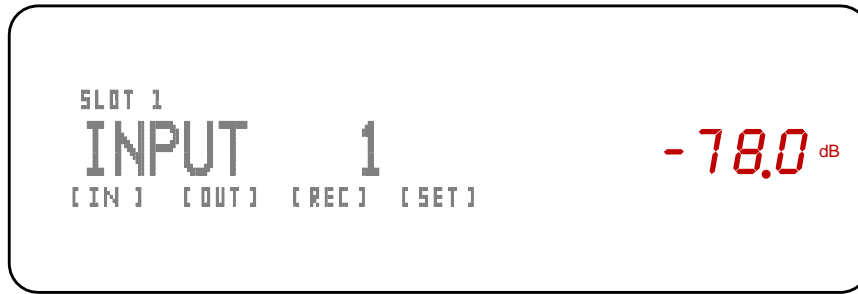 SLOT 1
INPUT 1
-78.0 dB
[IN ] [OUT] [REC] [SET]